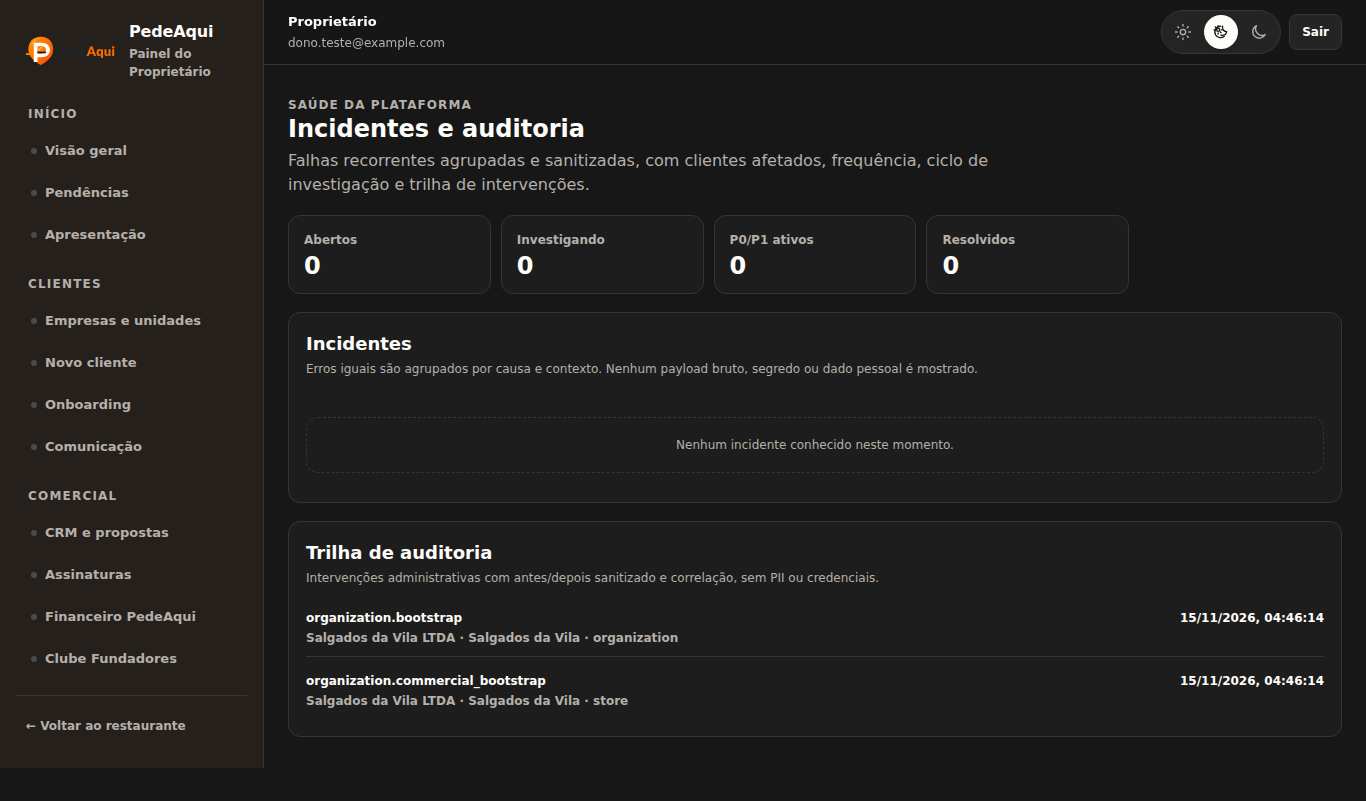 Aqui
PedeAqui
Painel do
Proprietário
INÍCIO
Visão geral
Pendências
Apresentação
CLIENTES
Empresas e unidades
Novo cliente
Onboarding
Comunicação
COMERCIAL
CRM e propostas
Assinaturas
Financeiro PedeAqui
Clube Fundadores
← Voltar ao restaurante
Proprietário
dono.teste@example.com
Sair
SAÚDE DA PLATAFORMA
Incidentes e auditoria
Falhas recorrentes agrupadas e sanitizadas, com clientes afetados, frequência, ciclo de
investigação e trilha de intervenções.
Abertos
0
Investigando
0
P0/P1 ativos
0
Resolvidos
0
Incidentes
Erros iguais são agrupados por causa e contexto. Nenhum payload bruto, segredo ou dado pessoal é mostrado.
Nenhum incidente conhecido neste momento.
Trilha de auditoria
Intervenções administrativas com antes/depois sanitizado e correlação, sem PII ou credenciais.
organization.bootstrap 15/11/2026, 04:46:14
Salgados da Vila LTDA · Salgados da Vila · organization
organization.commercial_bootstrap 15/11/2026, 04:46:14
Salgados da Vila LTDA · Salgados da Vila · store